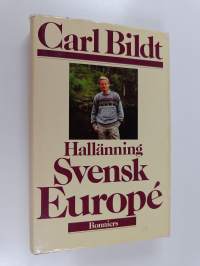 Carl Bildt
Hallänning
Svensk
Europé
Bonniers